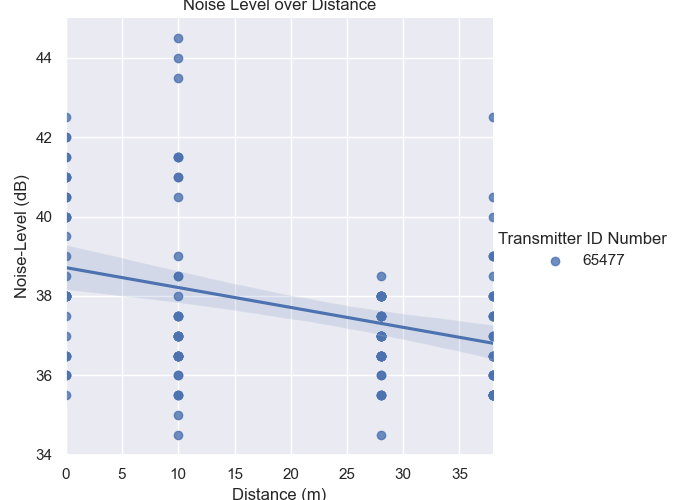 Noise Level over Distance
44
42
40
38
36
34
Noise-Level (dB)
0 5 10 15 20 25 30 35
Distance (m)
Transmitter ID Number
65477